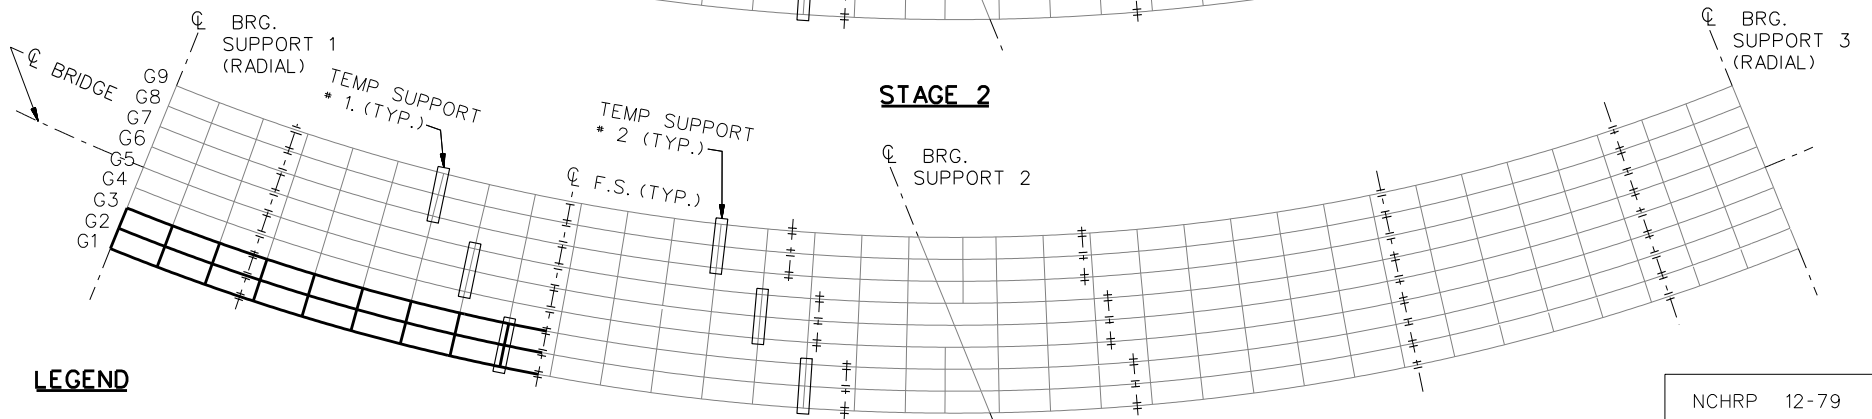 ℄ BRG.
SUPPORT 1
(RADIAL)
℄ BRIDGE
G9
G8
G7
G6
G5
G4
G3
G2
G1
TEMP SUPPORT
* 1. (TYP.)
℄ F.S. (TYP.)
TEMP SUPPORT
* 2 (TYP.)
STAGE 2
℄ BRG.
SUPPORT 2
℄ BRG.
SUPPORT 3
(RADIAL)
LEGEND
NCHRP 12-79